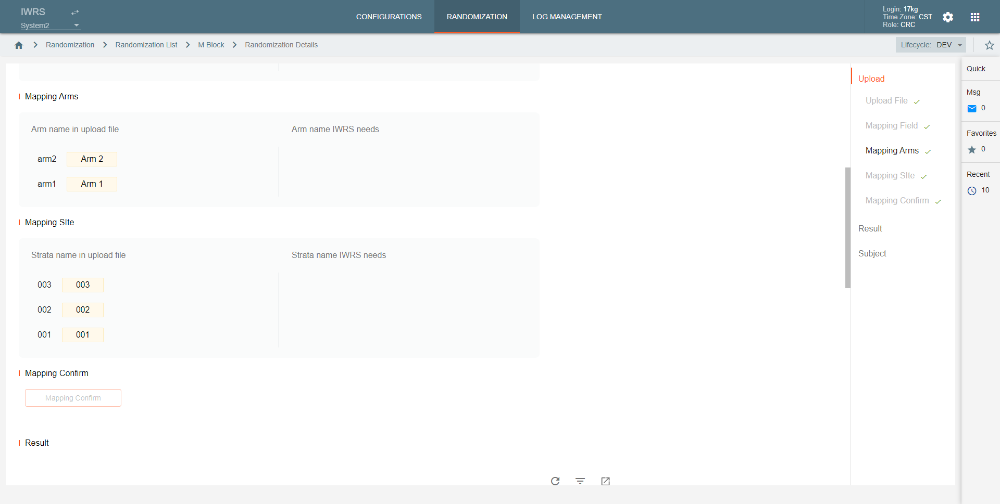 IWRS
System2
CONFIGURATIONS
RANDOMIZATION
LOG MANAGEMENT
Login: 17kg
Time Zone: CST
Role: CRC
Randomization
Randomization List
M Block
Randomization Details
Lifecycle: DEV
Mapping Arms
Arm name in upload file
Arm name IWRS needs
arm2 Arm 2
arm1 Arm 1
Mapping SIte
Strata name in upload file
Strata name IWRS needs
003 003
002 002
001 001
Mapping Confirm
Mapping Confirm
Result
Upload
Upload File
Mapping Field
Mapping Arms
Mapping SIte
Mapping Confirm
Result
Subject
Quick
Msg
0
Favorites
0
Recent
10